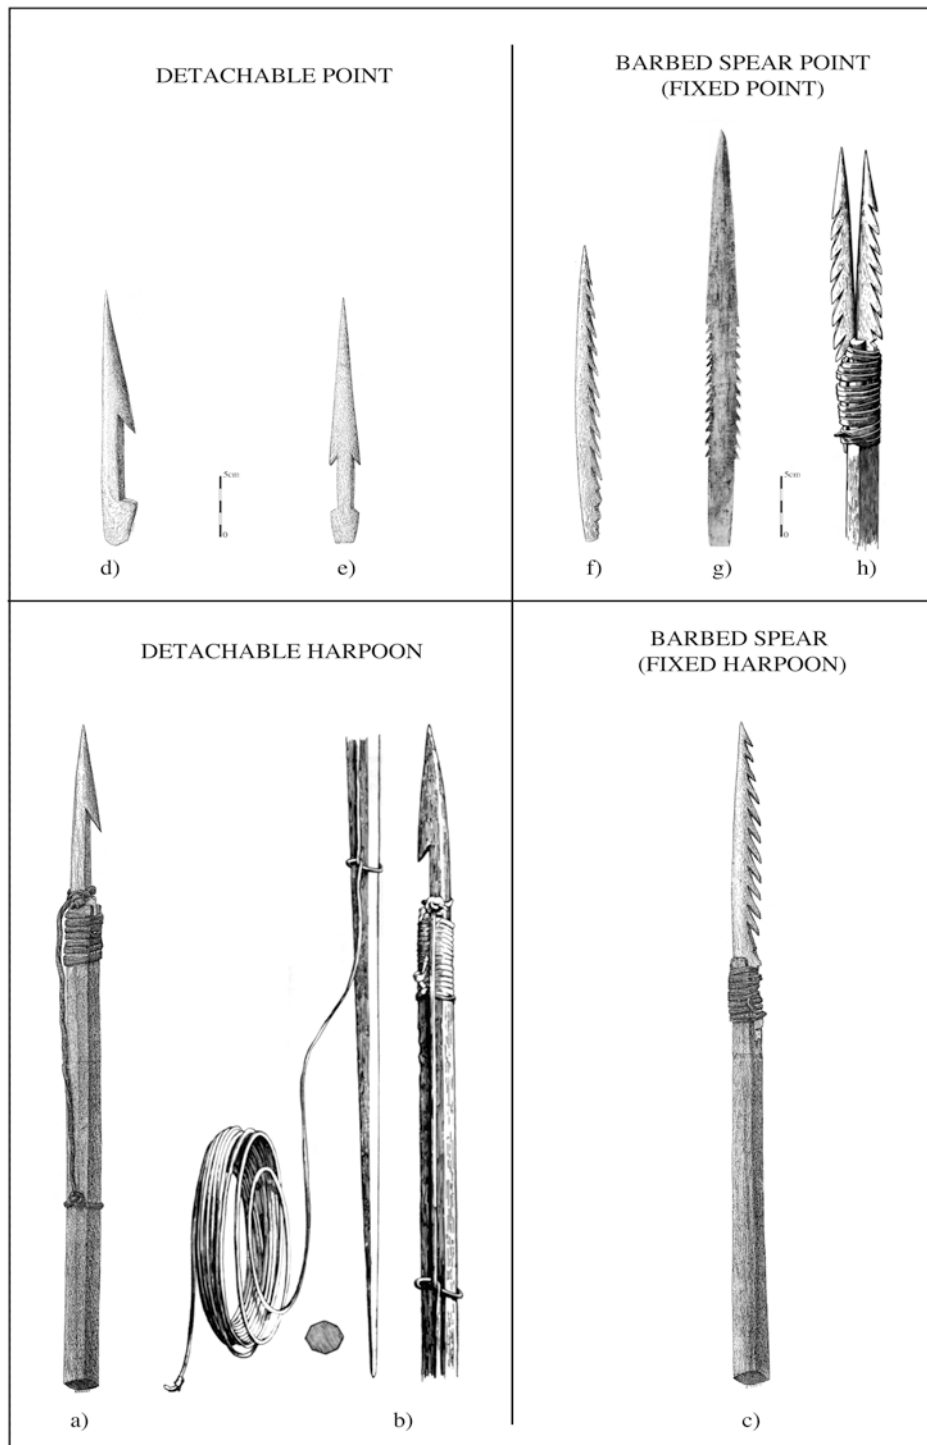 DETACHABLE POINT
BARBED SPEAR POINT
(FIXED POINT)
5cm
0
5cm
0
d)
e)
f)
g)
h)
DETACHABLE HARPOON
BARBED SPEAR
(FIXED HARPOON)
a)
b)
c)